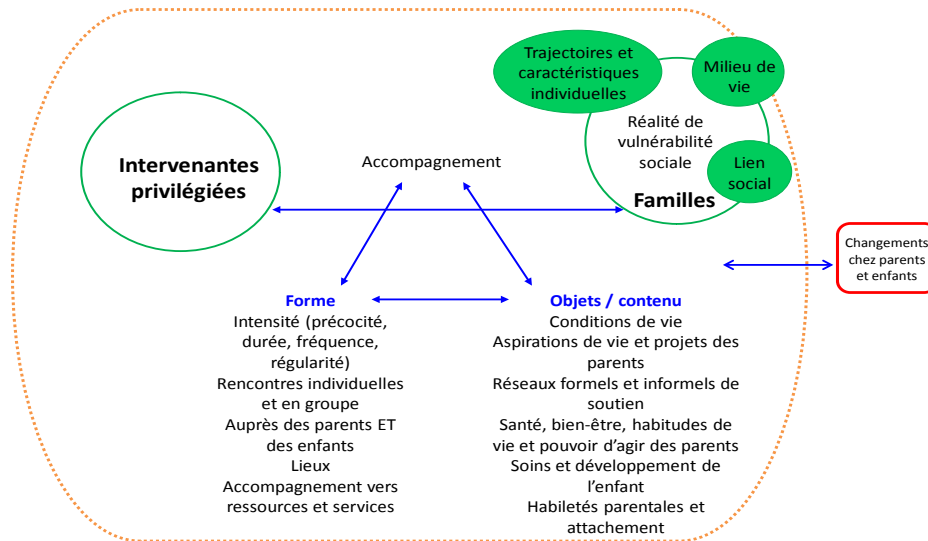 Trajectoires et
caractéristiques
individuelles
Milieu de
vie
Réalité de
vulnérabilité
sociale
Lien
social
Familles
Intervenantes
privilégiées
Accompagnement
Changements
chez parents
et enfants
Forme
Intensité (précocité,
durée, fréquence,
régularité)
Rencontres individuelles
et en groupe
Auprès des parents ET
des enfants
Lieux
Accompagnement vers
ressources et services
Objets / contenu
Conditions de vie
Aspirations de vie et projets des
parents
Réseaux formels et informels de
soutien
Santé, bien-être, habitudes de
vie et pouvoir d’agir des parents
Soins et développement de
l’enfant
Habiletés parentales et
attachement